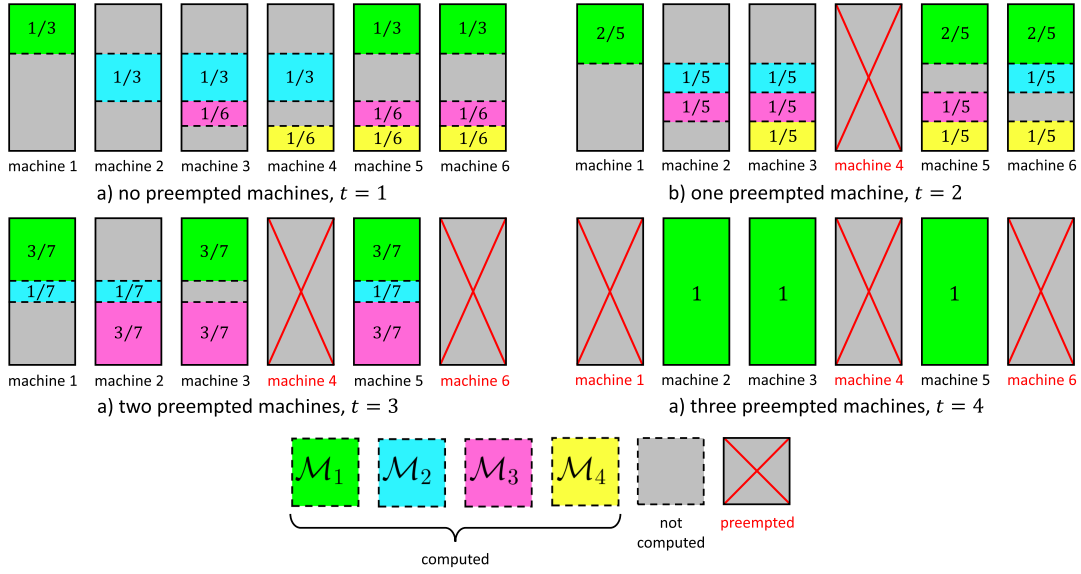 1/3 1/3 1/3
1/3 1/3 1/3
1/6 1/6 1/6
1/6 1/6 1/6
machine 1 machine 2 machine 3 machine 4 machine 5 machine 6
a) no preempted machines, t = 1
2/5 2/5 2/5
1/5 1/5 1/5
1/5 1/5 1/5
1/5 1/5 1/5
machine 1 machine 2 machine 3 machine 4 machine 5 machine 6
b) one preempted machine, t = 2
3/7 3/7 3/7
1/7 1/7 1/7
3/7 3/7 3/7
machine 1 machine 2 machine 3 machine 4 machine 5 machine 6
a) two preempted machines, t = 3
1 1 1
machine 1 machine 2 machine 3 machine 4 machine 5 machine 6
a) three preempted machines, t = 4
ℳ₁ ℳ₂ ℳ₃ ℳ₄
computed
not
computed
preempted